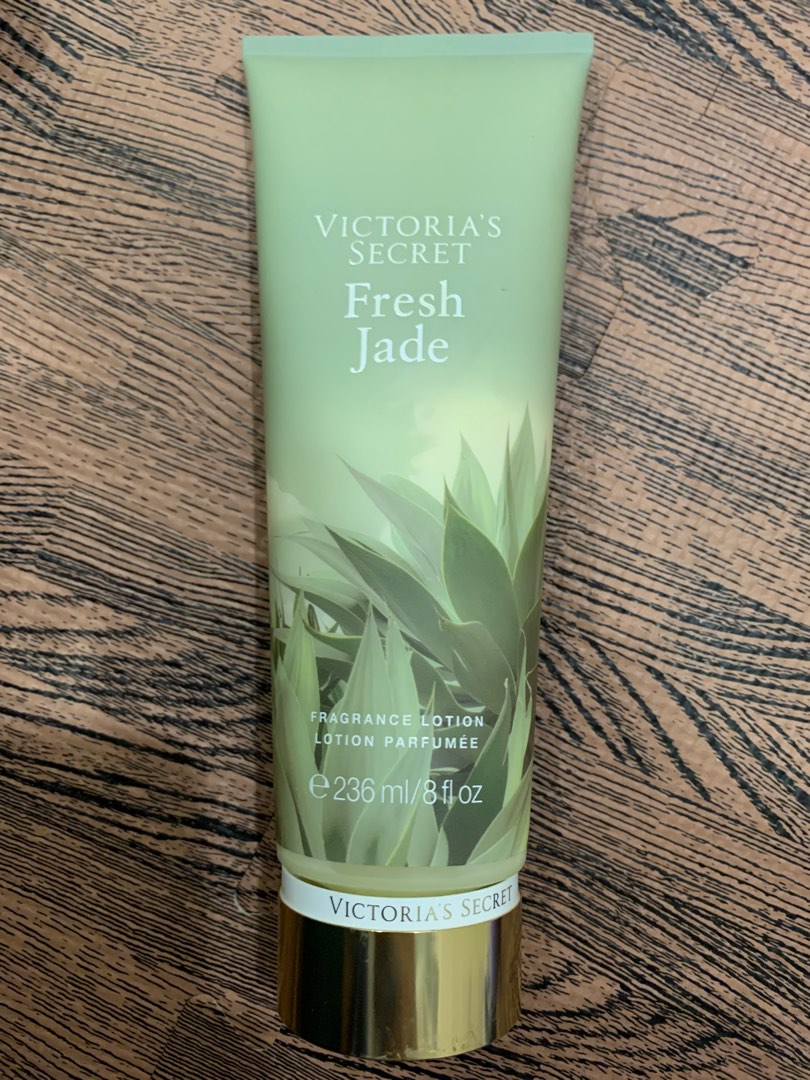 VICTORIA'S
SECRET
Fresh
Jade
FRAGRANCE LOTION
LOTION PARFUMÉE
℮ 236 ml/8 fl oz
VICTORIA'S SECRET